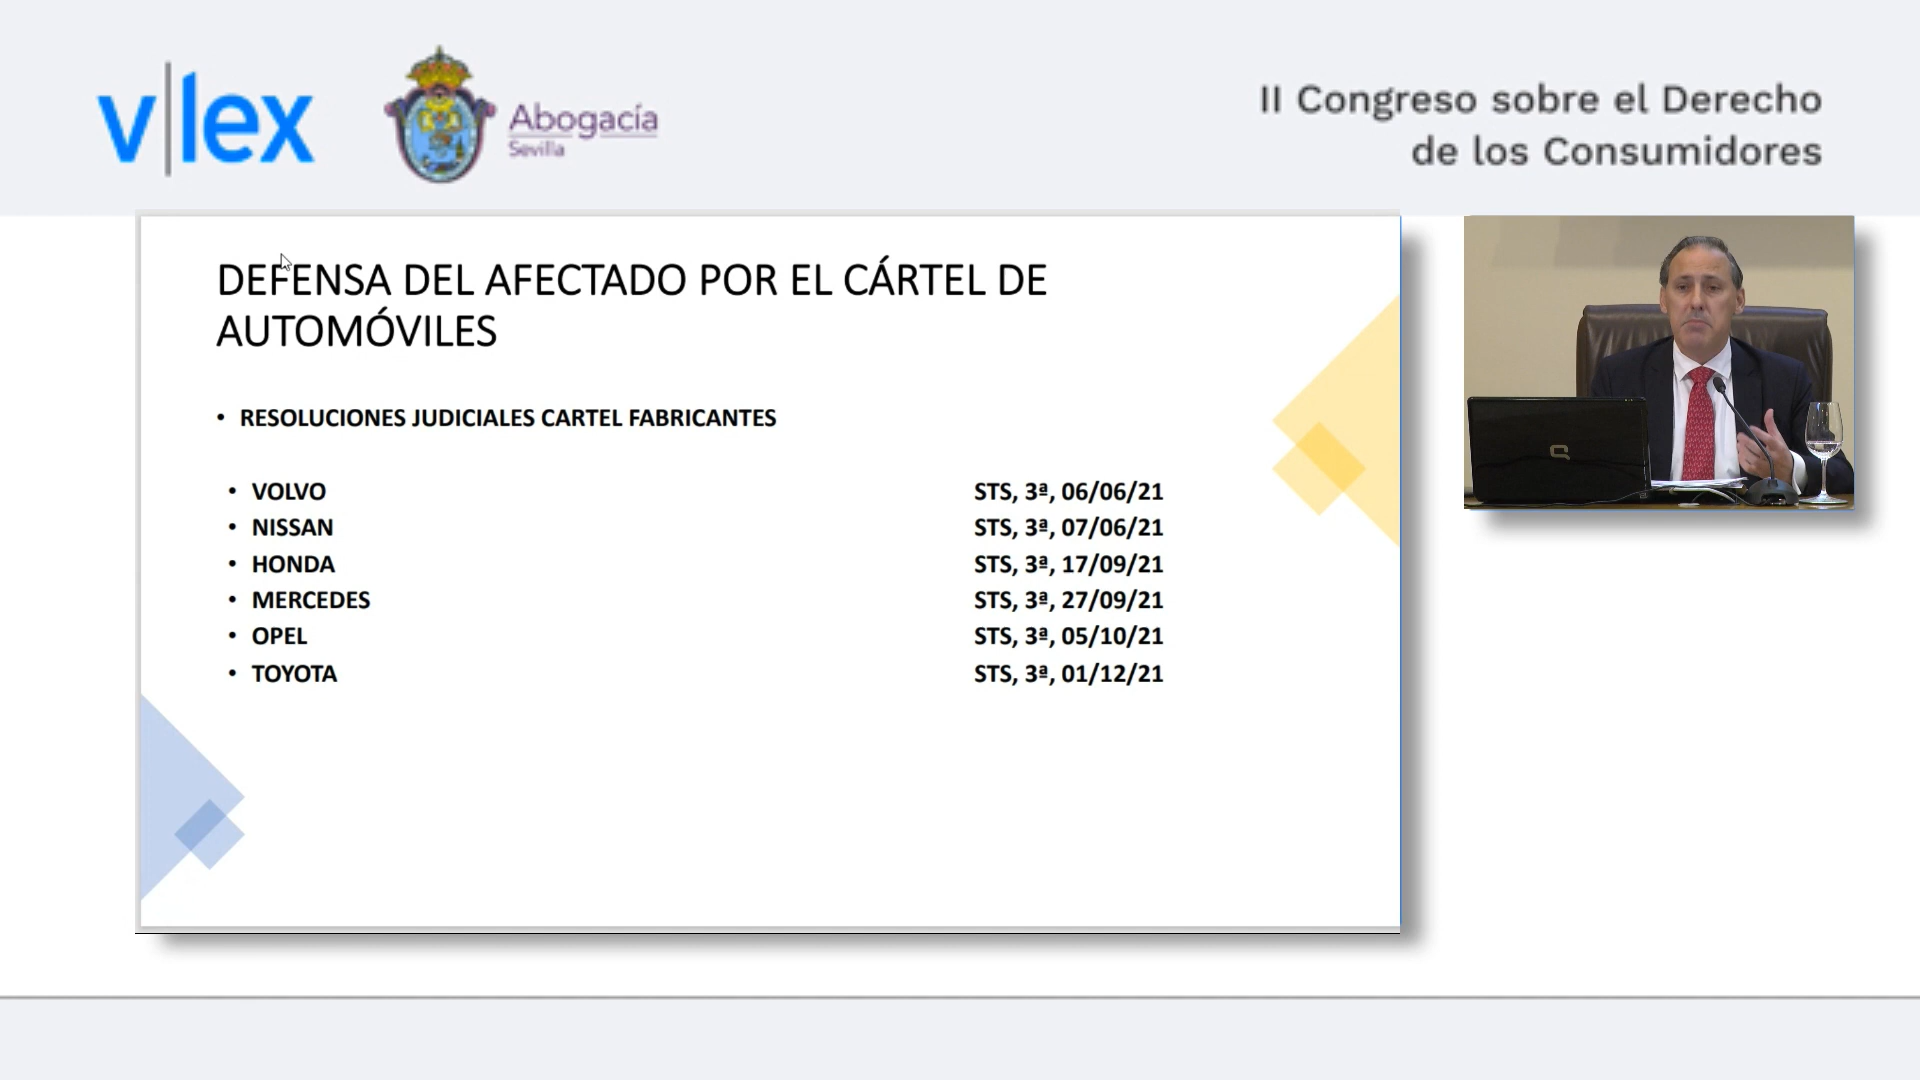 v|lex
Abogacía
Sevilla
II Congreso sobre el Derecho
de los Consumidores
DEFENSA DEL AFECTADO POR EL CÁRTEL DE
AUTOMÓVILES
• RESOLUCIONES JUDICIALES CARTEL FABRICANTES
• VOLVO STS, 3ª, 06/06/21
• NISSAN STS, 3ª, 07/06/21
• HONDA STS, 3ª, 17/09/21
• MERCEDES STS, 3ª, 27/09/21
• OPEL STS, 3ª, 05/10/21
• TOYOTA STS, 3ª, 01/12/21